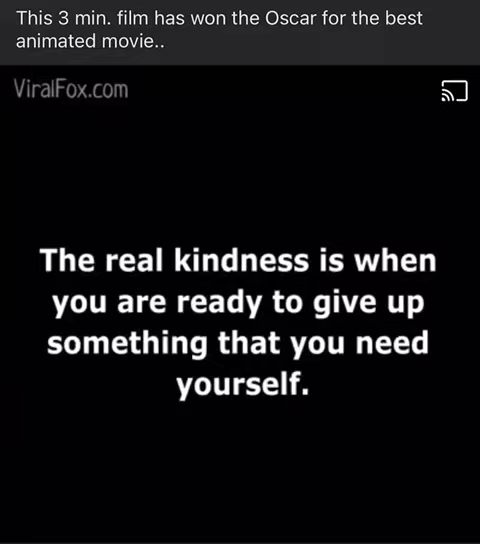 This 3 min. film has won the Oscar for the best
animated movie..
ViralFox.com
The real kindness is when
you are ready to give up
something that you need
yourself.